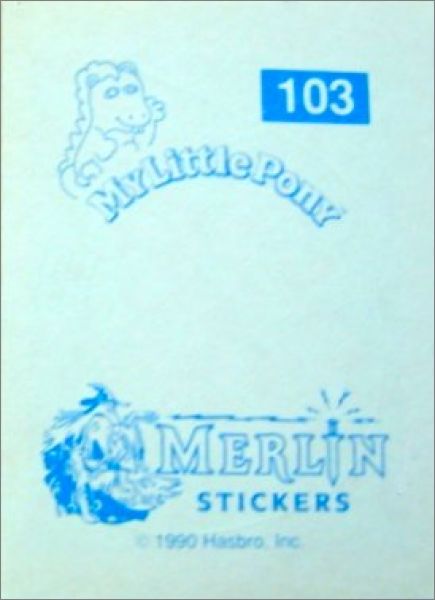 103
My Little Pony
MERLIN
STICKERS
© 1990 Hasbro, Inc.